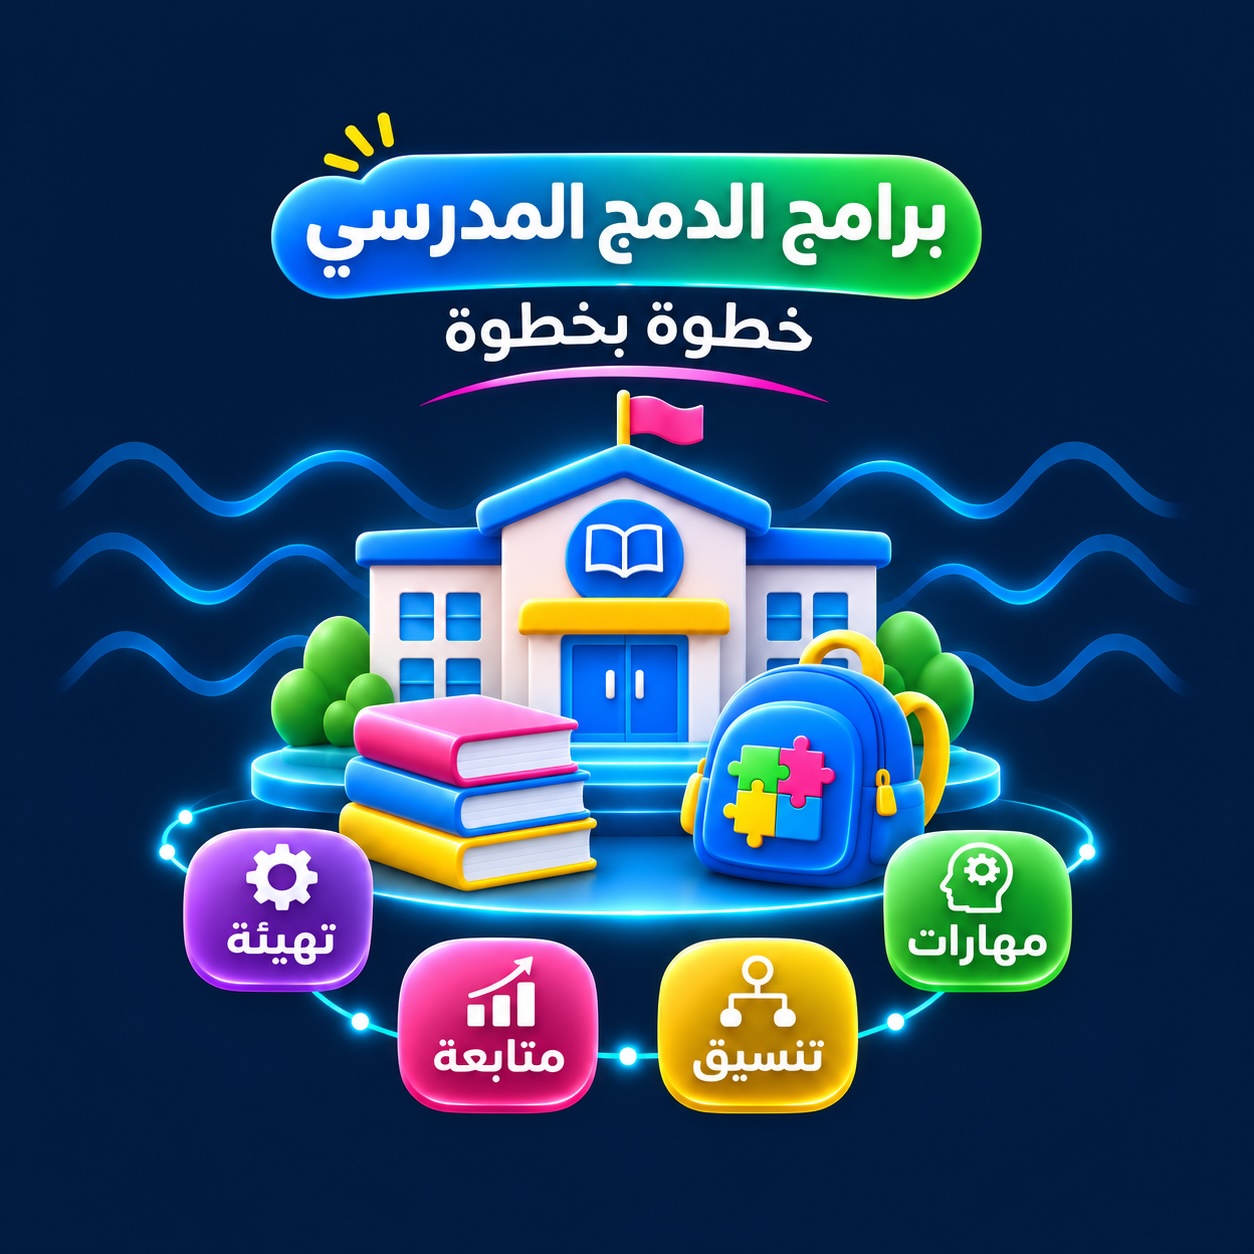 برامج الدمج المدرسي
خطوة بخطوة
مهارات
تهيئة
تنسيق
متابعة